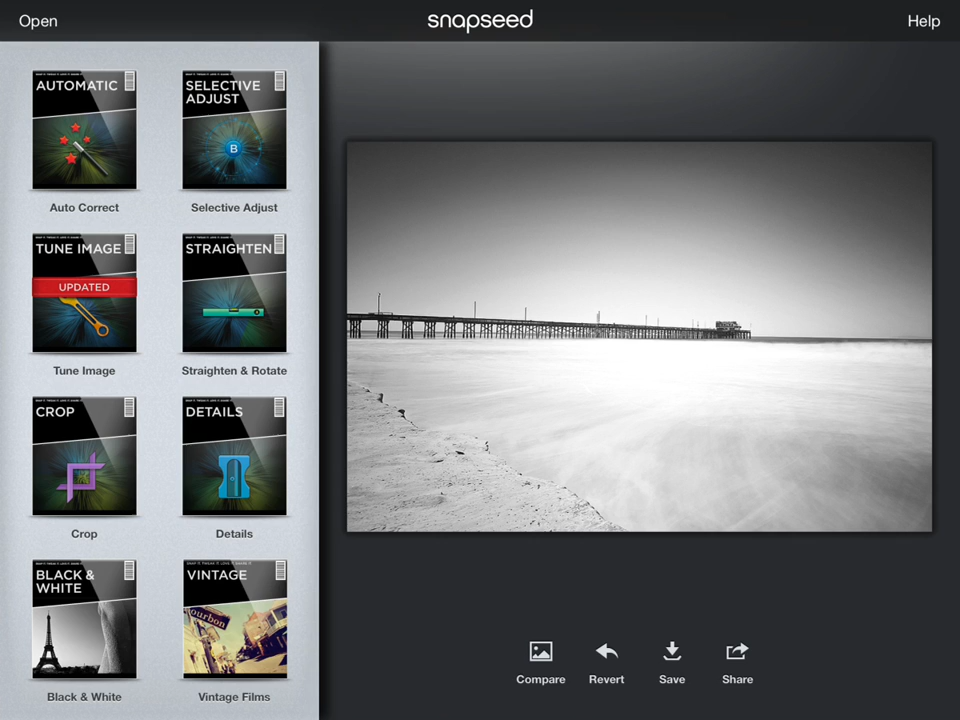 Open
snapseed
Help
AUTOMATIC
Auto Correct
SELECTIVE
ADJUST
B
Selective Adjust
TUNE IMAGE
UPDATED
Tune Image
STRAIGHTEN
Straighten & Rotate
CROP
Crop
DETAILS
Details
BLACK &
WHITE
Black & White
VINTAGE
ourbon
Vintage Films
Compare
Revert
Save
Share